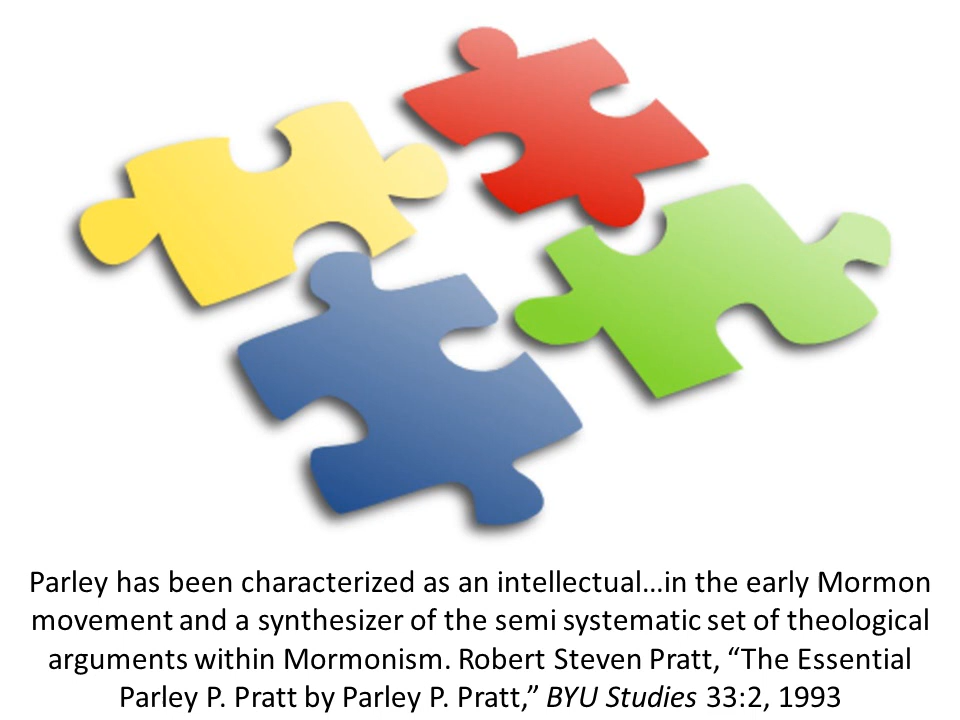 Parley has been characterized as an intellectual…in the early Mormon
movement and a synthesizer of the semi systematic set of theological
arguments within Mormonism. Robert Steven Pratt, “The Essential
Parley P. Pratt by Parley P. Pratt,” BYU Studies 33:2, 1993